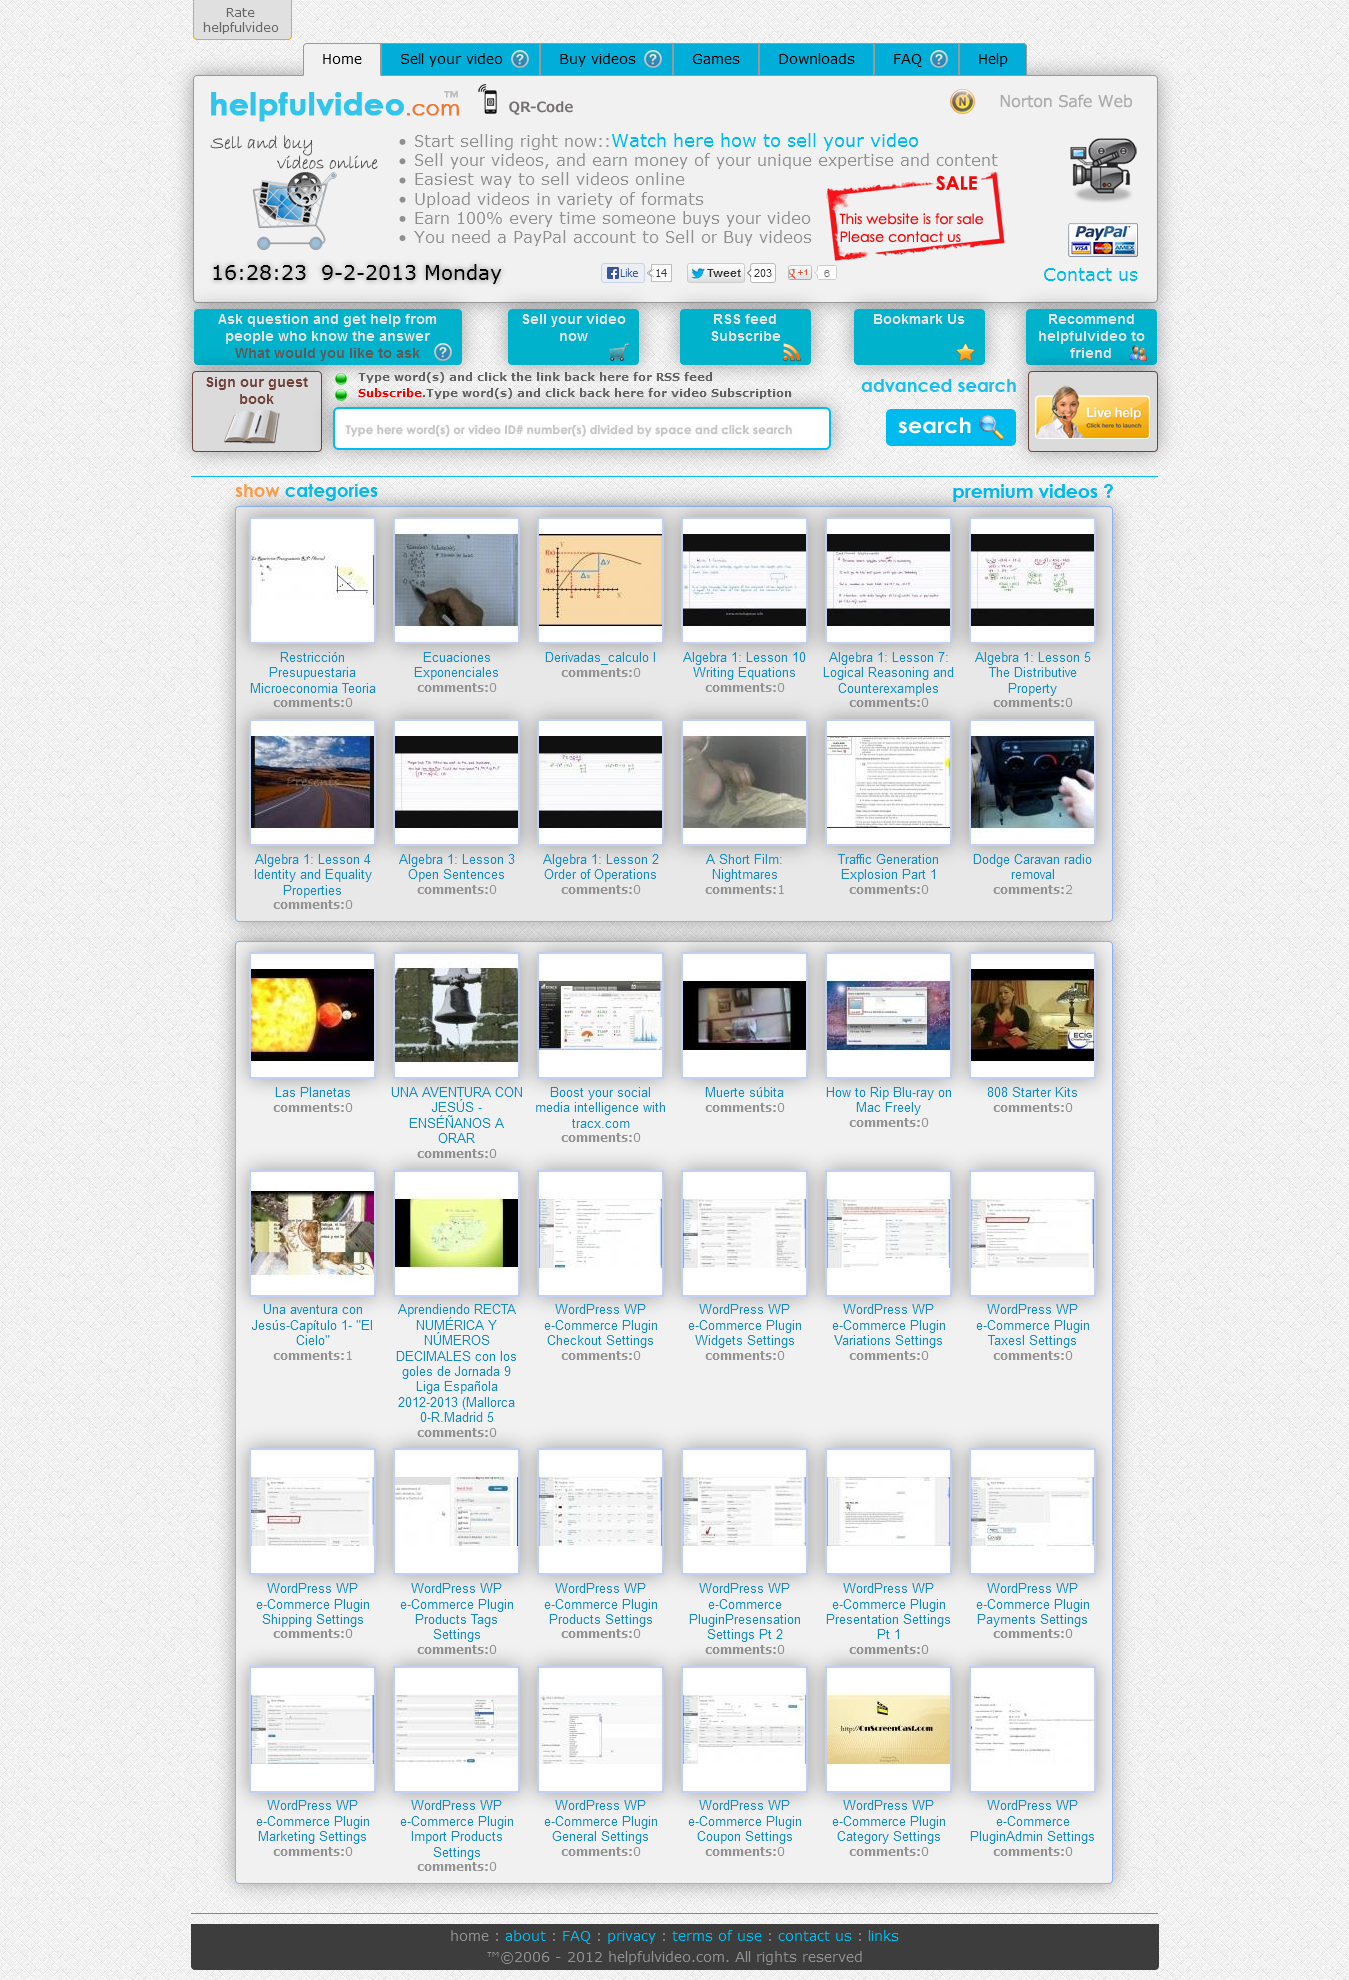 Rate
helpfulvideo
Home Sell your video ? Buy videos ? Games Downloads FAQ ? Help
helpfulvideo.com™ QR-Code Norton Safe Web
Sell and buy
videos online
• Start selling right now::Watch here how to sell your video
• Sell your videos, and earn money of your unique expertise and content
• Easiest way to sell videos online
• Upload videos in variety of formats
• Earn 100% every time someone buys your video
• You need a PayPal account to Sell or Buy videos
SALE
This website is for sale
Please contact us
PayPal
VISA AMEX
16:28:23 9-2-2013 Monday
Like 14 Tweet 203 +1 6
Contact us
Ask question and get help from
people who know the answer
What would you like to ask ?
Sell your video
now
RSS feed
Subscribe
Bookmark Us
Recommend
helpfulvideo to
friend
Sign our guest
book
Type word(s) and click the link back here for RSS feed
Subscribe.Type word(s) and click back here for video Subscription
Type here word(s) or video ID# number(s) divided by space and click search
advanced search
search
Live help
Click here to launch
show categories
premium videos ?
Restricción
Presupuestaria
Microeconomia Teoria
comments:0
Ecuaciones
Exponenciales
comments:0
Derivadas_calculo I
comments:0
Algebra 1: Lesson 10
Writing Equations
comments:0
Algebra 1: Lesson 7:
Logical Reasoning and
Counterexamples
comments:0
Algebra 1: Lesson 5
The Distributive
Property
comments:0
Algebra 1: Lesson 4
Identity and Equality
Properties
comments:0
Algebra 1: Lesson 3
Open Sentences
comments:0
Algebra 1: Lesson 2
Order of Operations
comments:0
A Short Film:
Nightmares
comments:1
Traffic Generation
Explosion Part 1
comments:0
Dodge Caravan radio
removal
comments:2
Las Planetas
comments:0
UNA AVENTURA CON
JESÚS -
ENSÉÑANOS A
ORAR
comments:0
Boost your social
media intelligence with
tracx.com
comments:0
Muerte súbita
comments:0
How to Rip Blu-ray on
Mac Freely
comments:0
808 Starter Kits
comments:0
Una aventura con
Jesús-Capítulo 1- "El
Cielo"
comments:1
Aprendiendo RECTA
NUMÉRICA Y
NÚMEROS
DECIMALES con los
goles de Jornada 9
Liga Española
2012-2013 (Mallorca
0-R.Madrid 5
comments:0
WordPress WP
e-Commerce Plugin
Checkout Settings
comments:0
WordPress WP
e-Commerce Plugin
Widgets Settings
comments:0
WordPress WP
e-Commerce Plugin
Variations Settings
comments:0
WordPress WP
e-Commerce Plugin
Taxesl Settings
comments:0
WordPress WP
e-Commerce Plugin
Shipping Settings
comments:0
WordPress WP
e-Commerce Plugin
Products Tags
Settings
comments:0
WordPress WP
e-Commerce Plugin
Products Settings
comments:0
WordPress WP
e-Commerce
PluginPresensation
Settings Pt 2
comments:0
WordPress WP
e-Commerce Plugin
Presentation Settings
Pt 1
comments:0
WordPress WP
e-Commerce Plugin
Payments Settings
comments:0
http://OnScreenCast.com
WordPress WP
e-Commerce Plugin
Marketing Settings
comments:0
WordPress WP
e-Commerce Plugin
Import Products
Settings
comments:0
WordPress WP
e-Commerce Plugin
General Settings
comments:0
WordPress WP
e-Commerce Plugin
Coupon Settings
comments:0
WordPress WP
e-Commerce Plugin
Category Settings
comments:0
WordPress WP
e-Commerce
PluginAdmin Settings
comments:0
home : about : FAQ : privacy : terms of use : contact us : links
™©2006 - 2012 helpfulvideo.com. All rights reserved